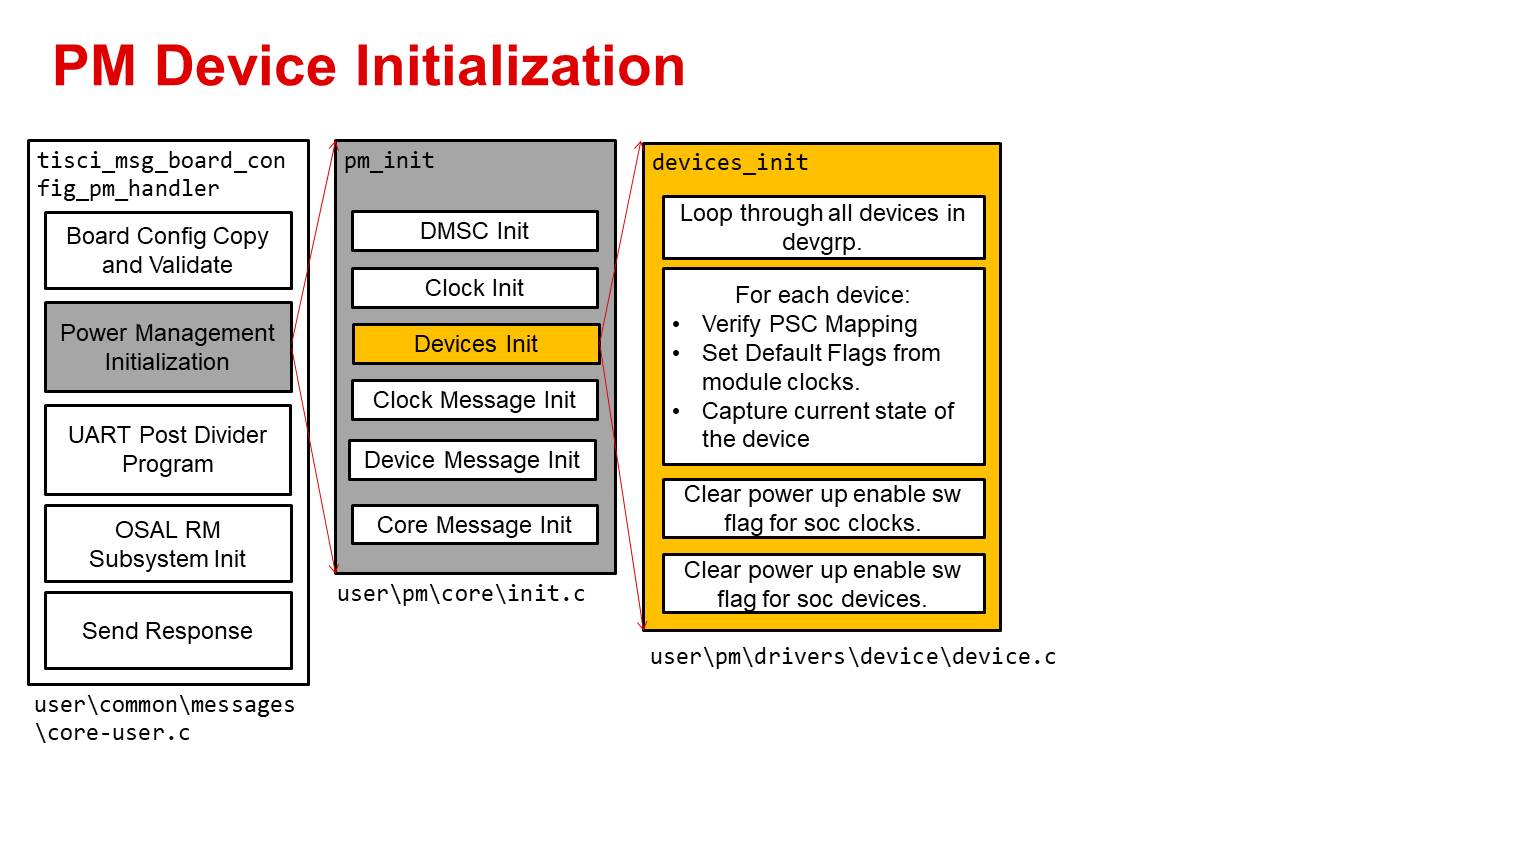 PM Device Initialization
tisci_msg_board_con
fig_pm_handler
Board Config Copy
and Validate
Power Management
Initialization
UART Post Divider
Program
OSAL RM
Subsystem Init
Send Response
user\common\messages
\core-user.c
pm_init
DMSC Init
Clock Init
Devices Init
Clock Message Init
Device Message Init
Core Message Init
user\pm\core\init.c
devices_init
Loop through all devices in
devgrp.
For each device:
• Verify PSC Mapping
• Set Default Flags from
module clocks.
• Capture current state of
the device
Clear power up enable sw
flag for soc clocks.
Clear power up enable sw
flag for soc devices.
user\pm\drivers\device\device.c